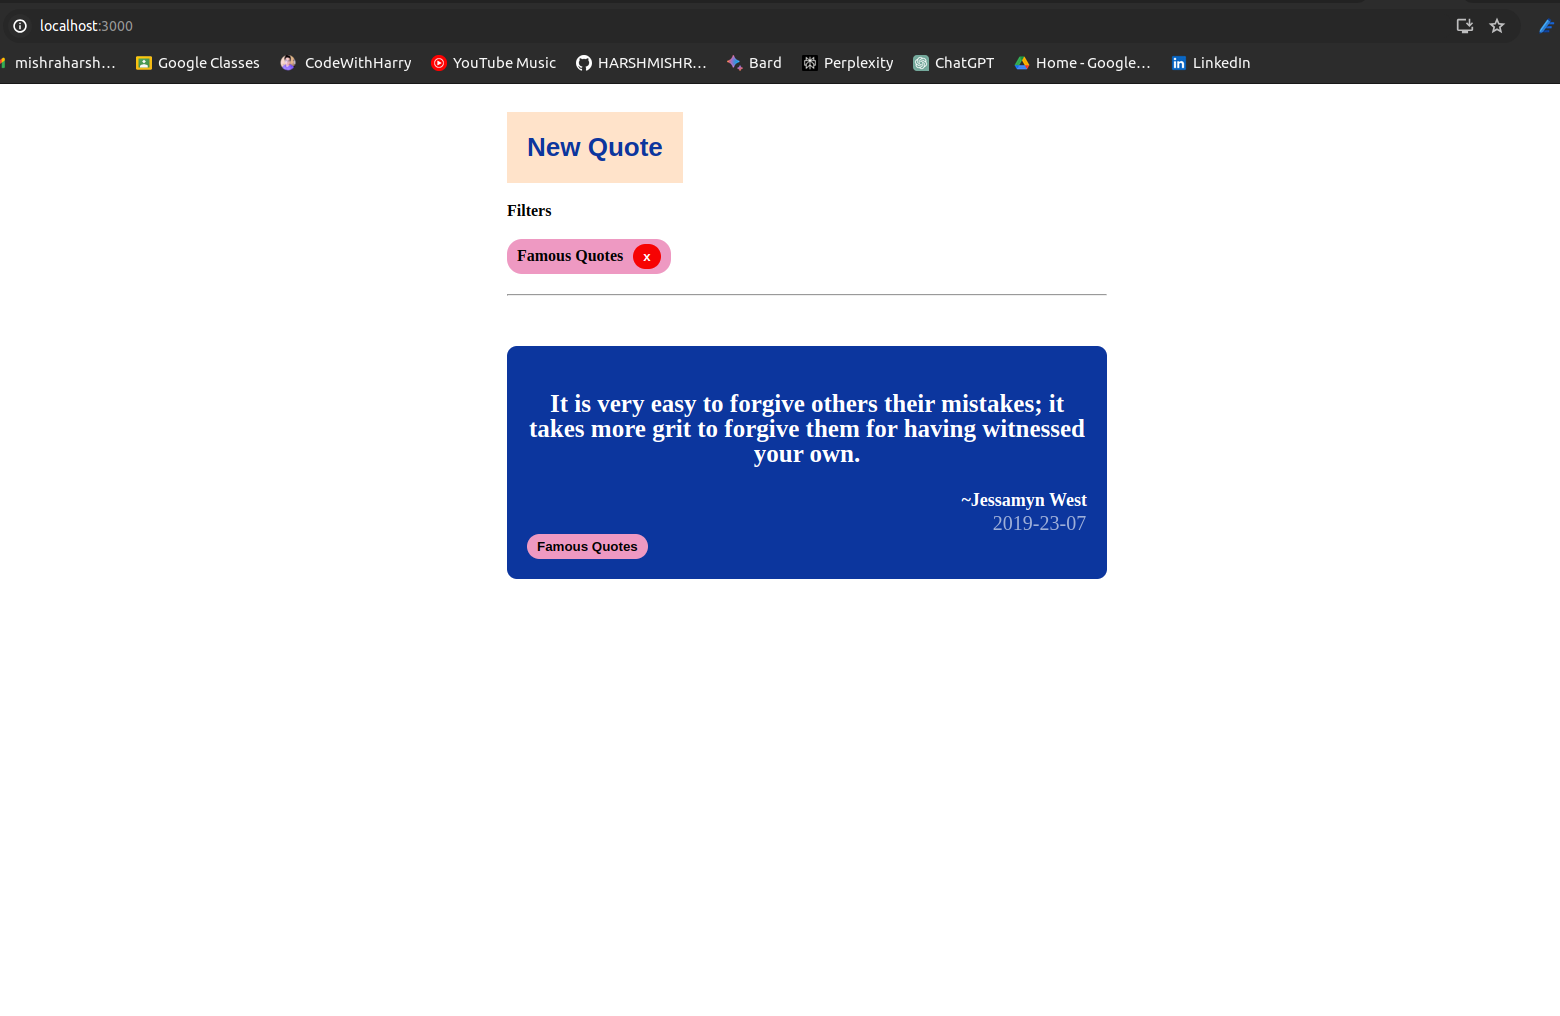 localhost:3000
mishraharsh... Google Classes CodeWithHarry YouTube Music HARSHMISHR... Bard Perplexity ChatGPT Home - Google... LinkedIn
New Quote
Filters
Famous Quotes x
It is very easy to forgive others their mistakes; it
takes more grit to forgive them for having witnessed
your own.
~Jessamyn West
2019-23-07
Famous Quotes